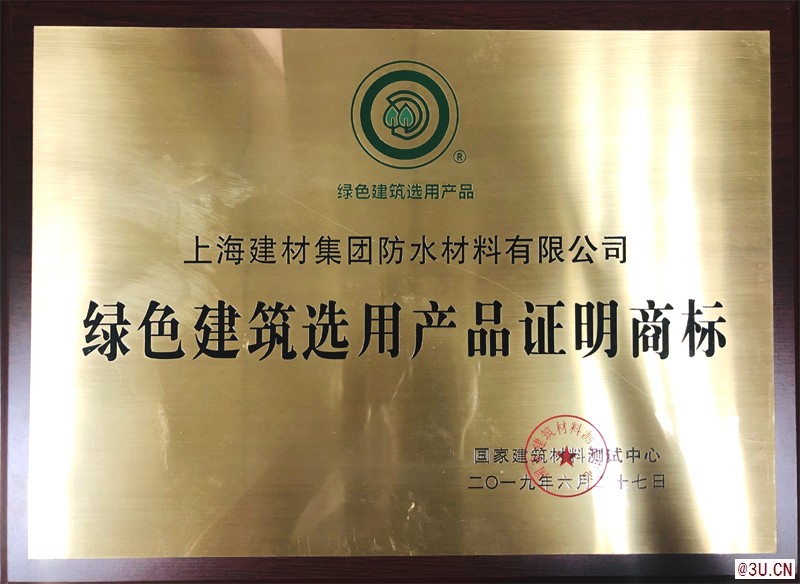 ®
绿色建筑选用产品
上海建材集团防水材料有限公司
绿色建筑选用产品证明商标
国家建筑材料测试中心
二〇一九年六月二十七日
@3U.CN